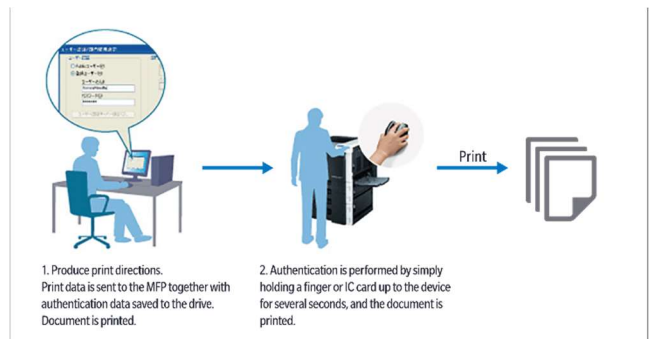 Print
1. Produce print directions.
Print data is sent to the MFP together with
authentication data saved to the drive.
Document is printed.
2. Authentication is performed by simply
holding a finger or IC card up to the device
for several seconds, and the document is
printed.